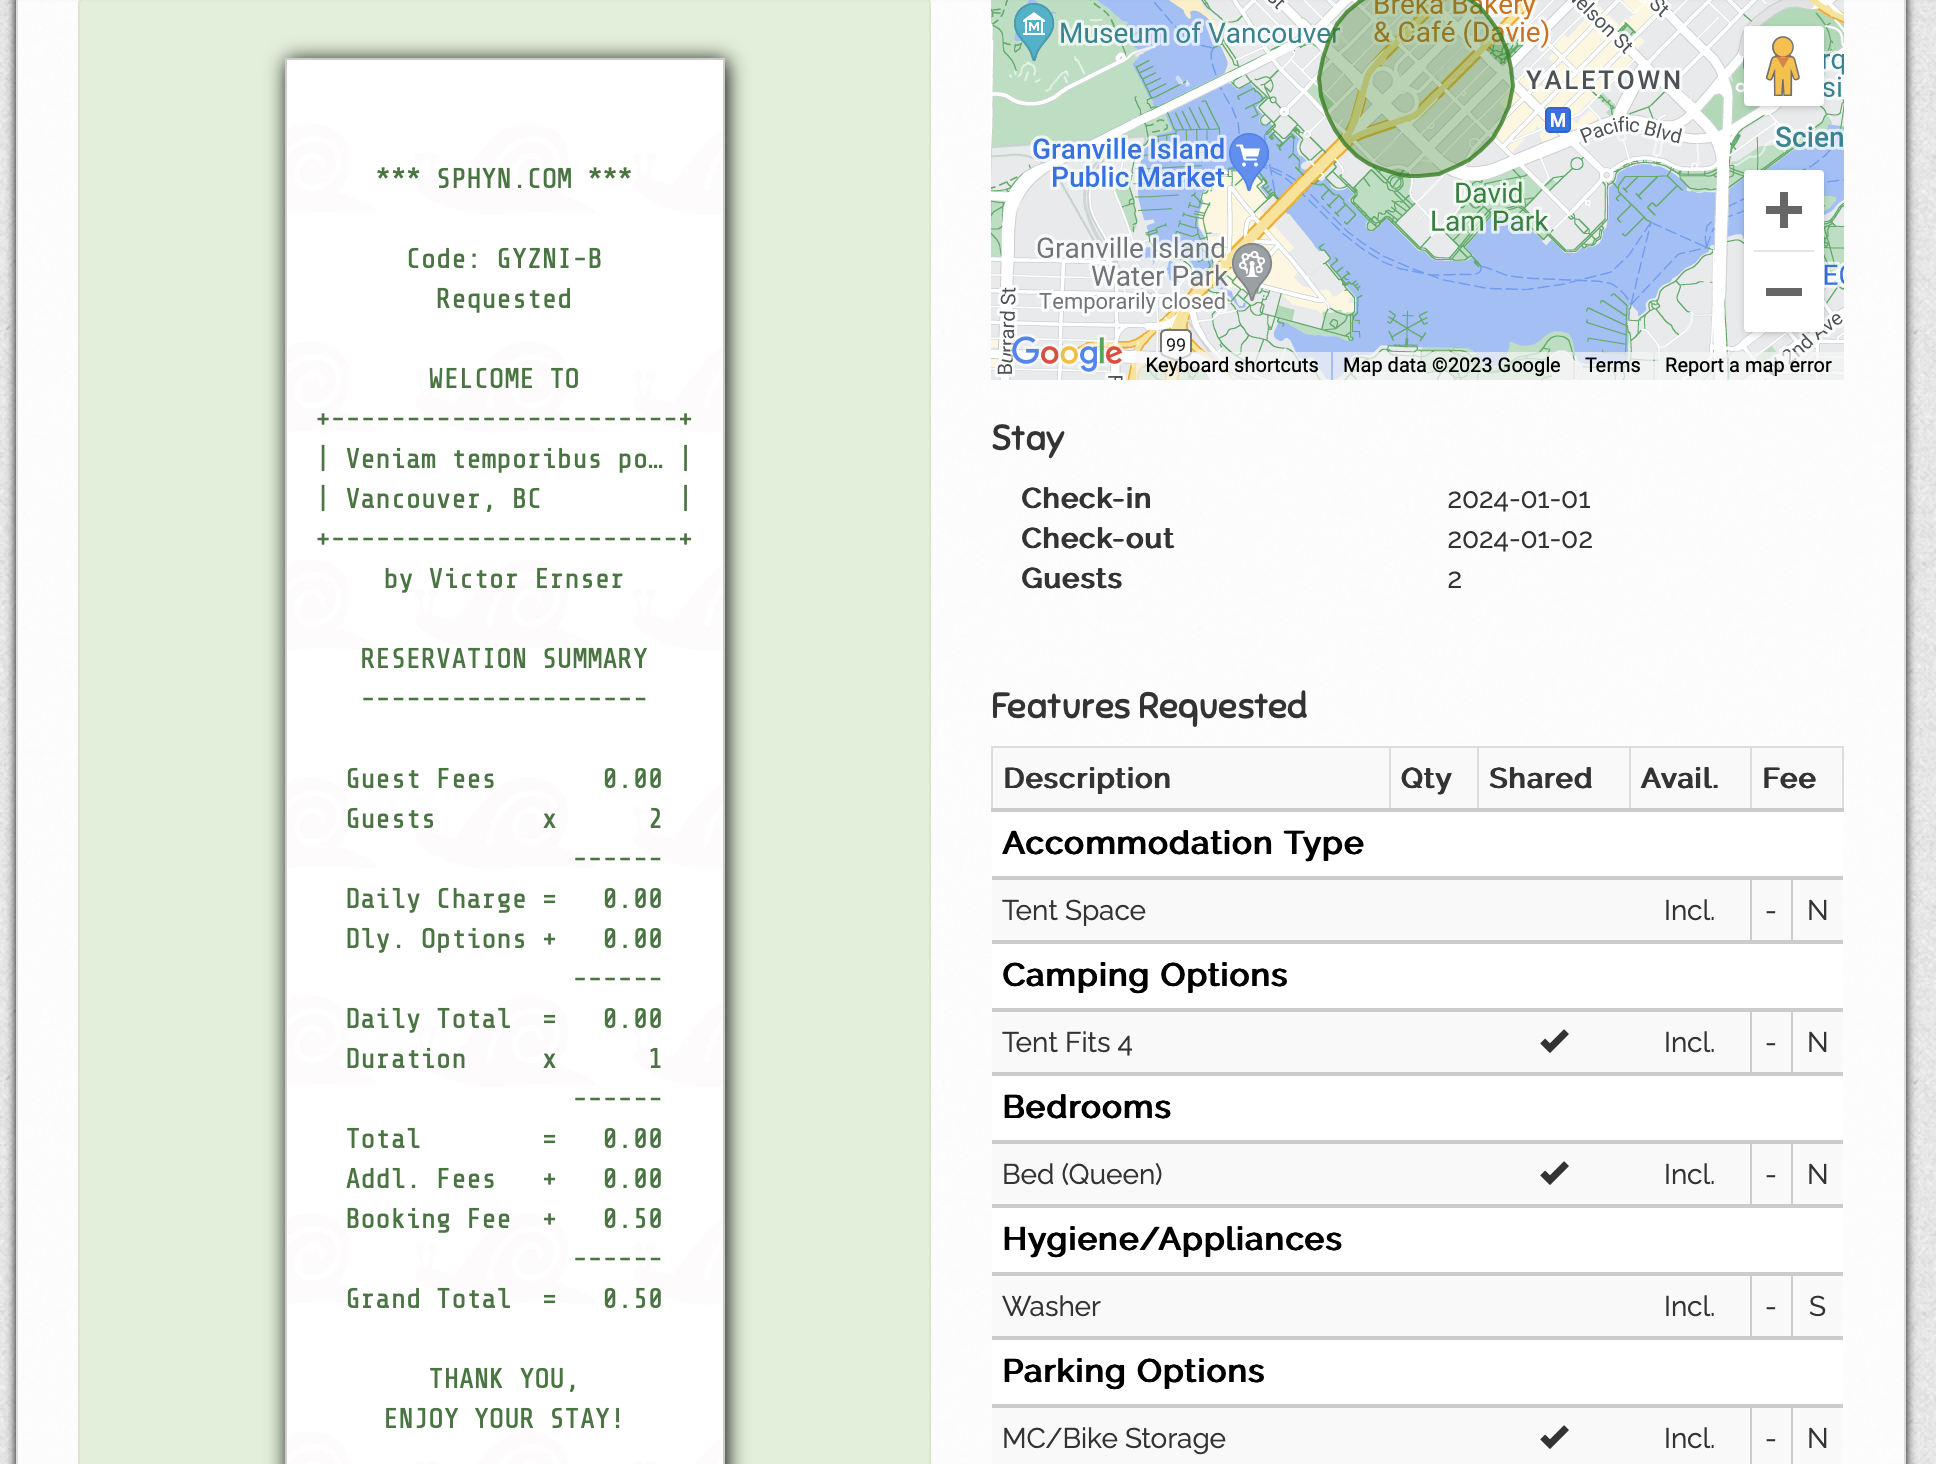 *** SPHYN.COM ***
Code: GYZNI-B
Requested
WELCOME TO
+-----------------------+
| Veniam temporibus po… |
| Vancouver, BC |
+-----------------------+
by Victor Ernser
RESERVATION SUMMARY
-------------------
Guest Fees 0.00
Guests x 2
------
Daily Charge = 0.00
Dly. Options + 0.00
------
Daily Total = 0.00
Duration x 1
------
Total = 0.00
Addl. Fees + 0.00
Booking Fee + 0.50
------
Grand Total = 0.50
THANK YOU,
ENJOY YOUR STAY!
Breka Bakery
& Café (Davie)
Museum of Vancouver
Nelson St
St
YALETOWN
M
Pacific Blvd
Scien
Granville Island
Public Market
David
Lam Park
Granville Island
Water Park
Temporarily closed
Burrard St
99
2nd Ave
Google
Keyboard shortcuts
Map data ©2023 Google
Terms
Report a map error
Stay
Check-in 2024-01-01
Check-out 2024-01-02
Guests 2
Features Requested
Description Qty Shared Avail. Fee
Accommodation Type
Tent Space Incl. - N
Camping Options
Tent Fits 4 ✔ Incl. - N
Bedrooms
Bed (Queen) ✔ Incl. - N
Hygiene/Appliances
Washer Incl. - S
Parking Options
MC/Bike Storage ✔ Incl. - N